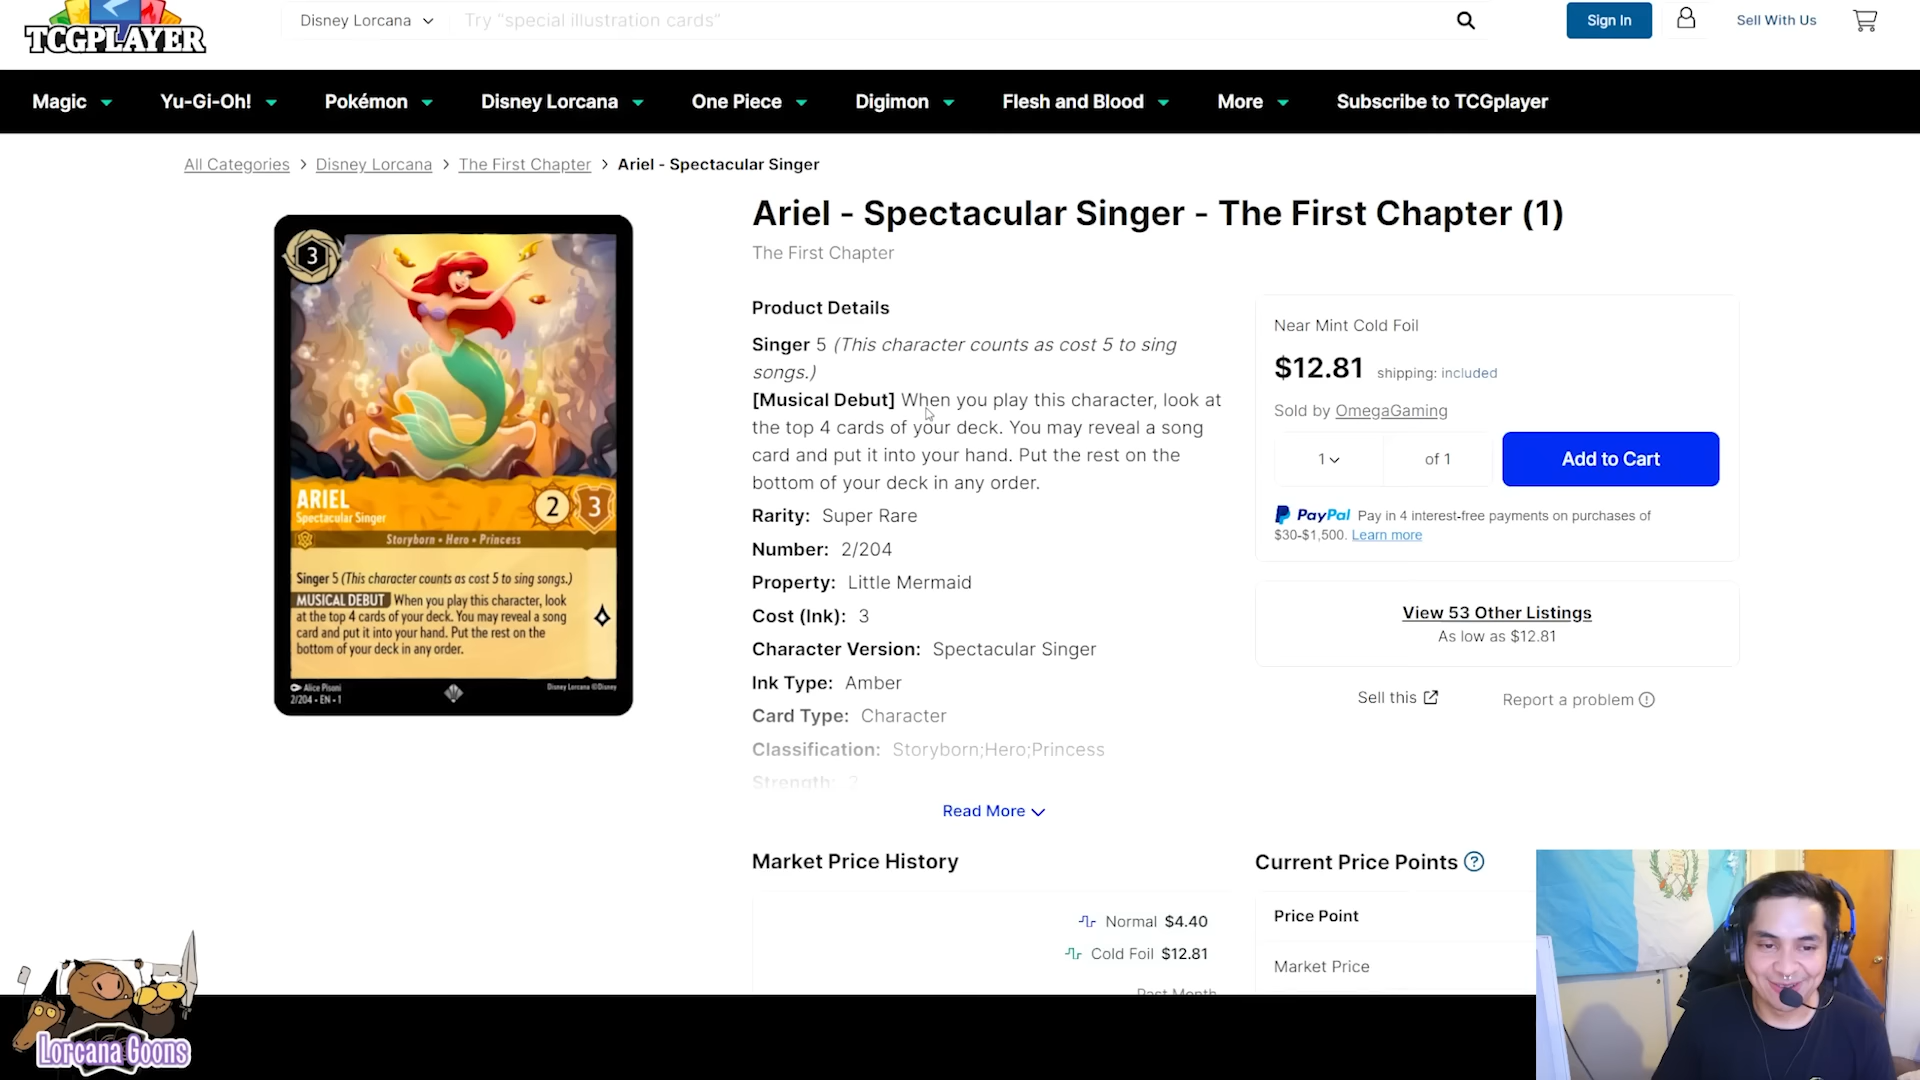 TCGPLAYER
Disney Lorcana
Try "special illustration cards"
Sign In
Sell With Us
Magic
Yu-Gi-Oh!
Pokémon
Disney Lorcana
One Piece
Digimon
Flesh and Blood
More
Subscribe to TCGplayer
All Categories > Disney Lorcana > The First Chapter > Ariel - Spectacular Singer
3
ARIEL
Spectacular Singer
2
3
Storyborn • Hero • Princess
Singer 5 (This character counts as cost 5 to sing songs.)
MUSICAL DEBUT When you play this character, look
at the top 4 cards of your deck. You may reveal a song
card and put it into your hand. Put the rest on the
bottom of your deck in any order.
Alice Pisoni
Disney Lorcana ©Disney
2/204 • EN • 1
Ariel - Spectacular Singer - The First Chapter (1)
The First Chapter
Product Details
Singer 5 (This character counts as cost 5 to sing
songs.)
[Musical Debut] When you play this character, look at
the top 4 cards of your deck. You may reveal a song
card and put it into your hand. Put the rest on the
bottom of your deck in any order.
Rarity: Super Rare
Number: 2/204
Property: Little Mermaid
Cost (Ink): 3
Character Version: Spectacular Singer
Ink Type: Amber
Card Type: Character
Classification: Storyborn;Hero;Princess
Strength: 2
Read More
Near Mint Cold Foil
$12.81 shipping: included
Sold by OmegaGaming
1
of 1
Add to Cart
PayPal Pay in 4 interest-free payments on purchases of
$30-$1,500. Learn more
View 53 Other Listings
As low as $12.81
Sell this
Report a problem
Market Price History
Normal $4.40
Cold Foil $12.81
Past Month
Current Price Points ?
Price Point
Market Price
Lorcana Goons